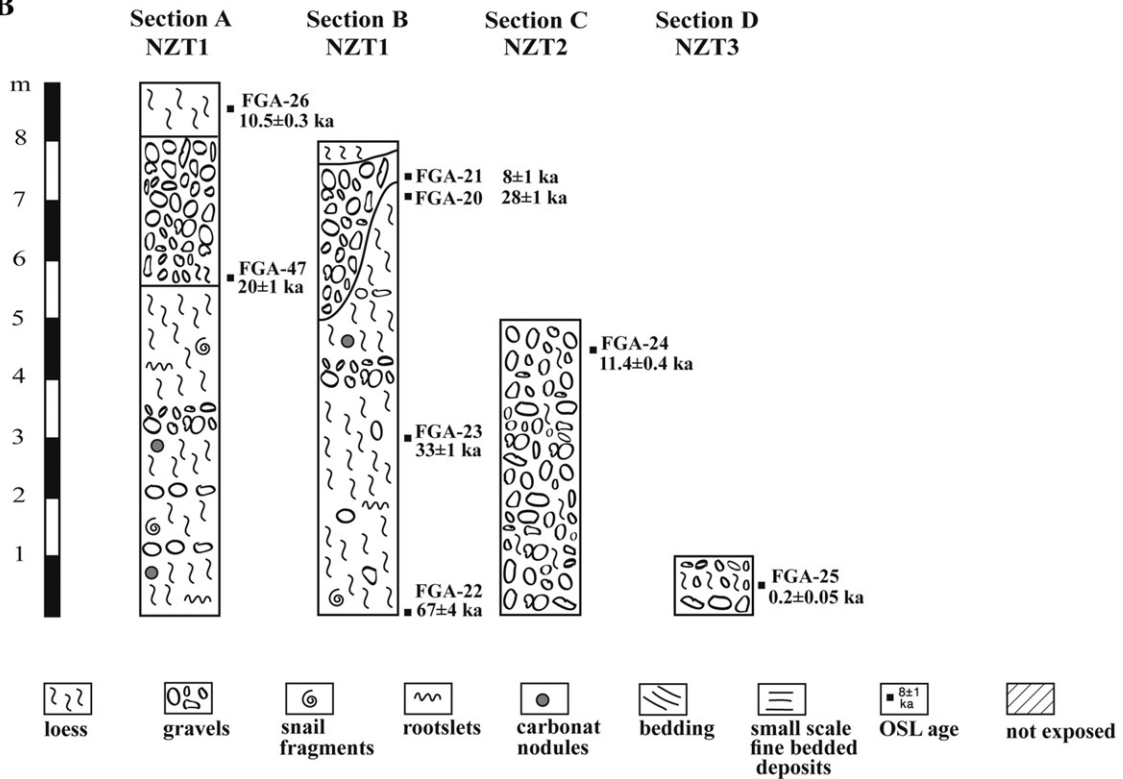 B
Section A
NZT1
Section B
NZT1
Section C
NZT2
Section D
NZT3
m
8
7
6
5
4
3
2
1
FGA-26
10.5±0.3 ka
FGA-47
20±1 ka
FGA-21 8±1 ka
FGA-20 28±1 ka
FGA-23
33±1 ka
FGA-22
67±4 ka
FGA-24
11.4±0.4 ka
FGA-25
0.2±0.05 ka
loess
gravels
snail
fragments
rootslets
carbonat
nodules
bedding
small scale
fine bedded
deposits
8±1
ka
OSL age
not exposed